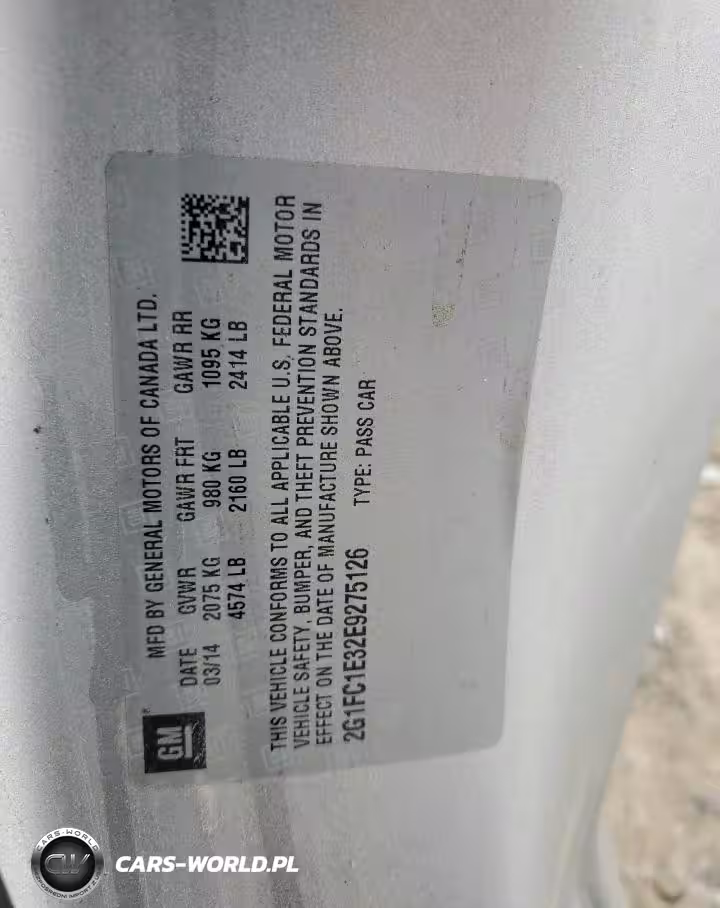 GM
MFD BY GENERAL MOTORS OF CANADA LTD.
DATE GVWR GAWR FRT GAWR RR
03/14 2075 KG 980 KG 1095 KG
4574 LB 2160 LB 2414 LB
THIS VEHICLE CONFORMS TO ALL APPLICABLE U.S. FEDERAL MOTOR
VEHICLE SAFETY, BUMPER, AND THEFT PREVENTION STANDARDS IN
EFFECT ON THE DATE OF MANUFACTURE SHOWN ABOVE.
2G1FC1E32E9275126 TYPE: PASS CAR
CARS-WORLD
CW
CARS-WORLD.PL